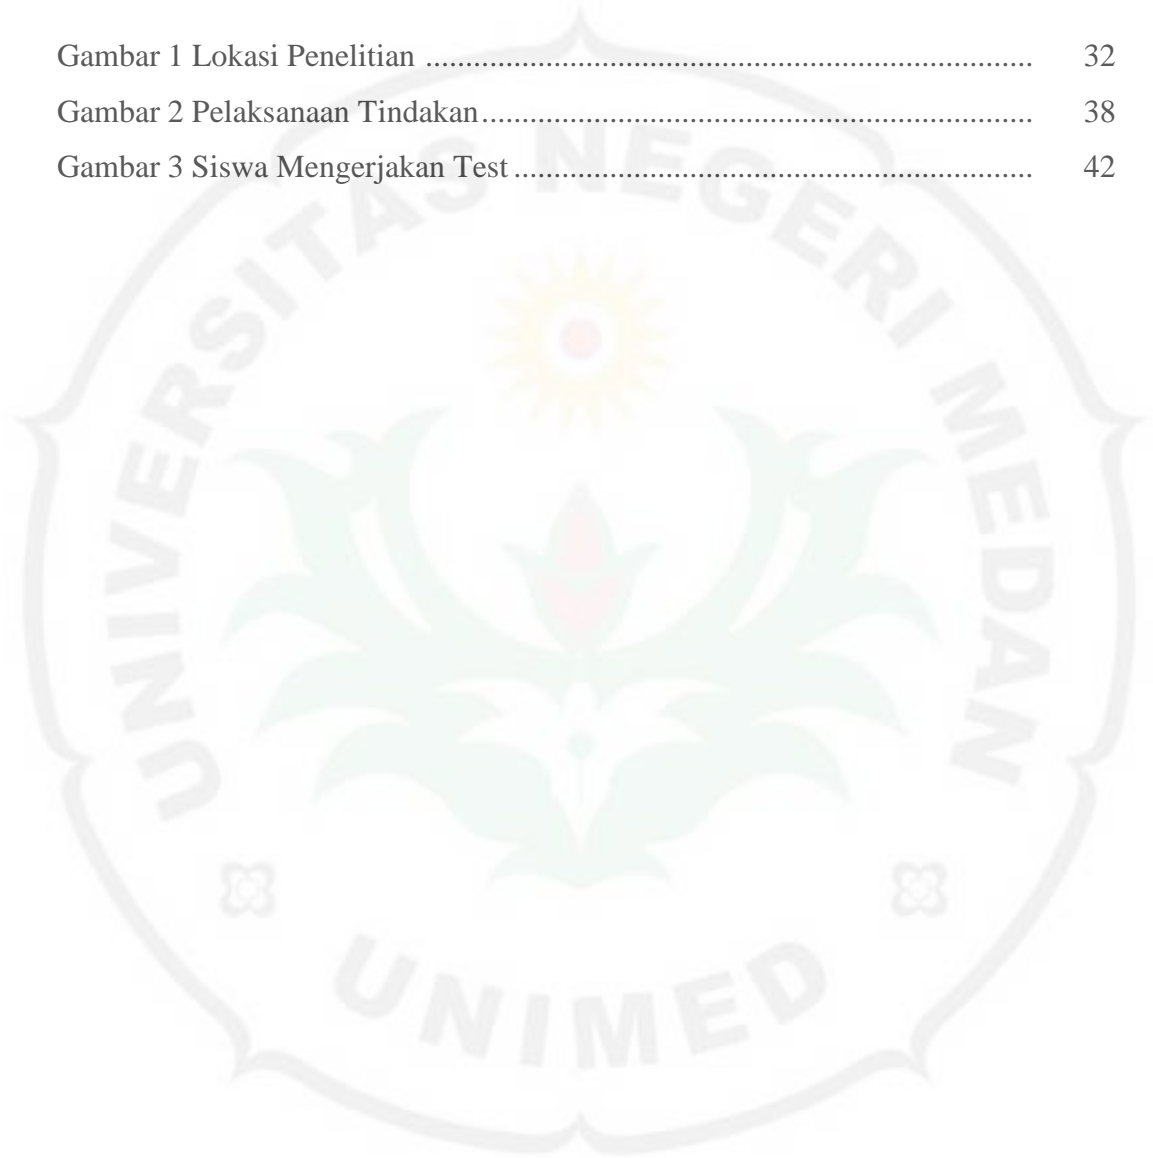 Gambar 1 Lokasi Penelitian ............................................................................ 32
Gambar 2 Pelaksanaan Tindakan..................................................................... 38
Gambar 3 Siswa Mengerjakan Test ................................................................. 42
UNIVERSITAS NEGERI MEDAN
UNIMED